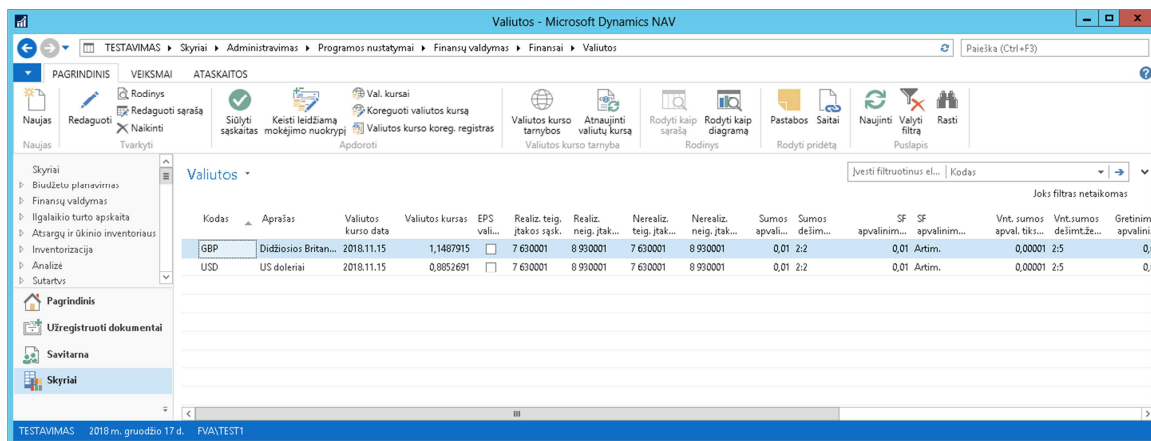 Valiutos - Microsoft Dynamics NAV
TESTAVIMAS ▸ Skyriai ▸ Administravimas ▸ Programos nustatymai ▸ Finansų valdymas ▸ Finansai ▸ Valiutos
Paieška (Ctrl+F3)
PAGRINDINIS VEIKSMAI ATASKAITOS
Naujas
Redaguoti
Rodinys
Redaguoti sąrašą
Naikinti
Siūlyti sąskaitas
Keisti leidžiamą mokėjimo nuokrypį
Val. kursai
Koreguoti valiutos kursą
Valiutos kurso koreg. registras
Valiutos kurso tarnybos
Atnaujinti valiutų kursą
Rodyti kaip sąrašą
Rodyti kaip diagramą
Pastabos
Saitai
Naujinti
Valyti filtrą
Rasti
Naujas Tvarkyti Apdoroti Valiutos kurso tarnyba Rodinys Rodyti pridėtą Puslapis
Skyriai
Biudžeto planavimas
Finansų valdymas
Ilgalaikio turto apskaita
Atsargų ir ūkinio inventoriaus
Inventorizacija
Analizė
Sutartys
Pagrindinis
Užregistruoti dokumentai
Savitarna
Skyriai
Valiutos
Įvesti filtruotinus el... Kodas
Joks filtras netaikomas
Kodas Aprašas Valiutos kurso data Valiutos kursas EPS vali... Realiz. teig. įtakos sąsk. Realiz. neig. įtak... Nerealiz. teig. įtak... Nerealiz. neig. įtak... Sumos apvali... Sumos dešim... SF apvalinim... SF apvalinim... Vnt. sumos apval. tiks... Vnt.sumos dešimt.že... Gretinim apvalini
GBP Didžiosios Britan... 2018.11.15 1,1487915 7 630001 8 930001 7 630001 8 930001 0,01 2:2 0,01 Artim. 0,00001 2:5 0,
USD US doleriai 2018.11.15 0,8852691 7 630001 8 930001 7 630001 8 930001 0,01 2:2 0,01 Artim. 0,00001 2:5 0,
TESTAVIMAS 2018 m. gruodžio 17 d. FVA\TEST1